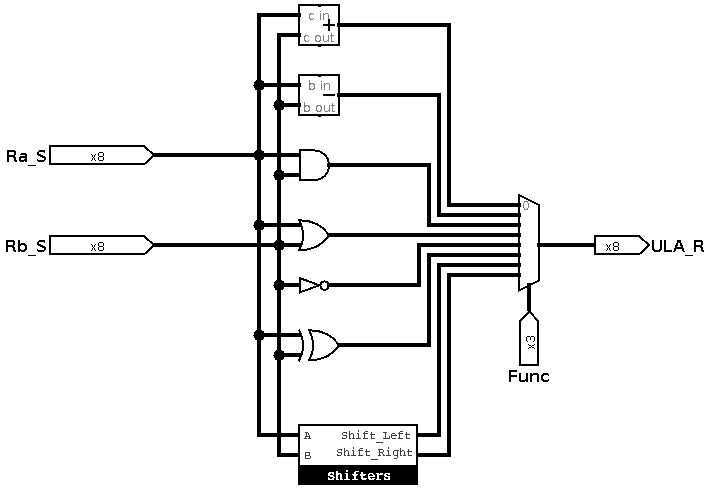 c in
+
c out
b in
−
b out
Ra_S
x8
Rb_S
x8
0
x8
ULA_R
x3
Func
A
Shift_Left
B
Shift_Right
Shifters